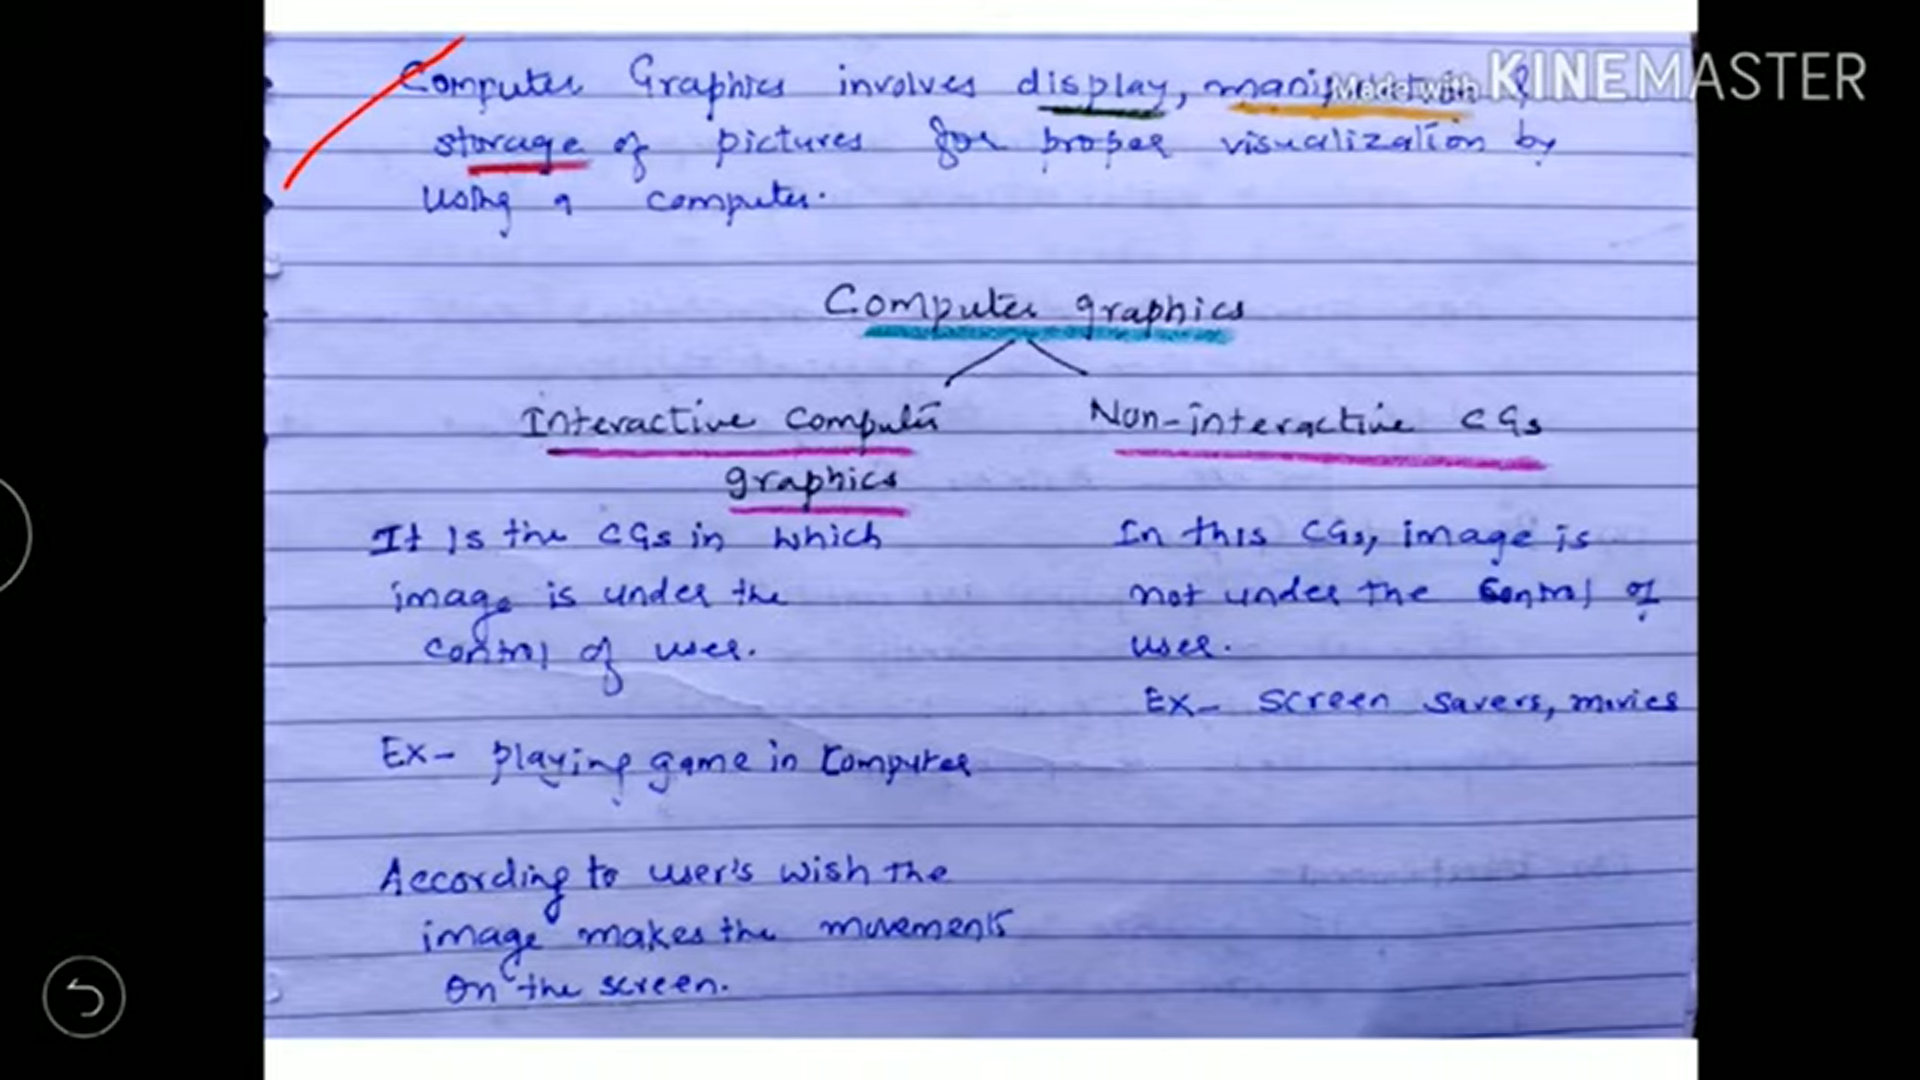 Computer Graphics involves display, manipulation &
Made with KINEMASTER
storage of pictures for proper visualization by
using a computer.
Computer graphics
Interactive Computer
graphics
Non-interactive CGs
It is the CGs in which
image is under the
control of user.
Ex- playing game in Computer
According to user's wish the
image makes the movements
on the screen.
In this CGs, image is
not under the control of
user.
Ex- Screen savers, movies